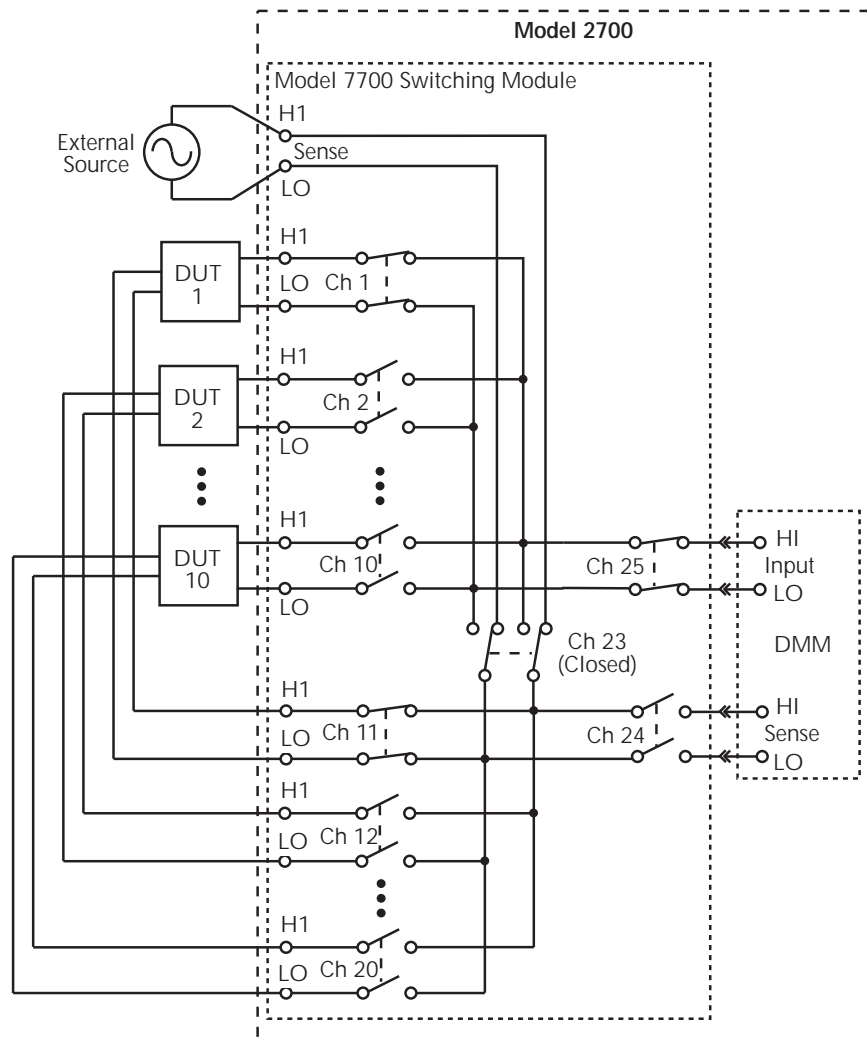 Model 2700
Model 7700 Switching Module
H1
External
Source
Sense
LO
H1
DUT
1
LO
Ch 1
H1
DUT
2
Ch 2
LO
H1
DUT
10
Ch 10
LO
Ch 25
HI
Input
LO
Ch 23
(Closed)
DMM
H1
LO
Ch 11
Ch 24
HI
Sense
LO
H1
LO
Ch 12
H1
LO
Ch 20